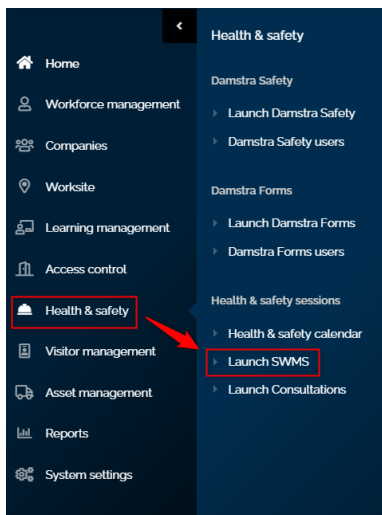 Home
Workforce management
Companies
Worksite
Learning management
Access control
Health & safety
Visitor management
Asset management
Reports
System settings
Health & safety
Damstra Safety
Launch Damstra Safety
Damstra Safety users
Damstra Forms
Launch Damstra Forms
Damstra Forms users
Health & safety sessions
Health & safety calendar
Launch SWMS
Launch Consultations